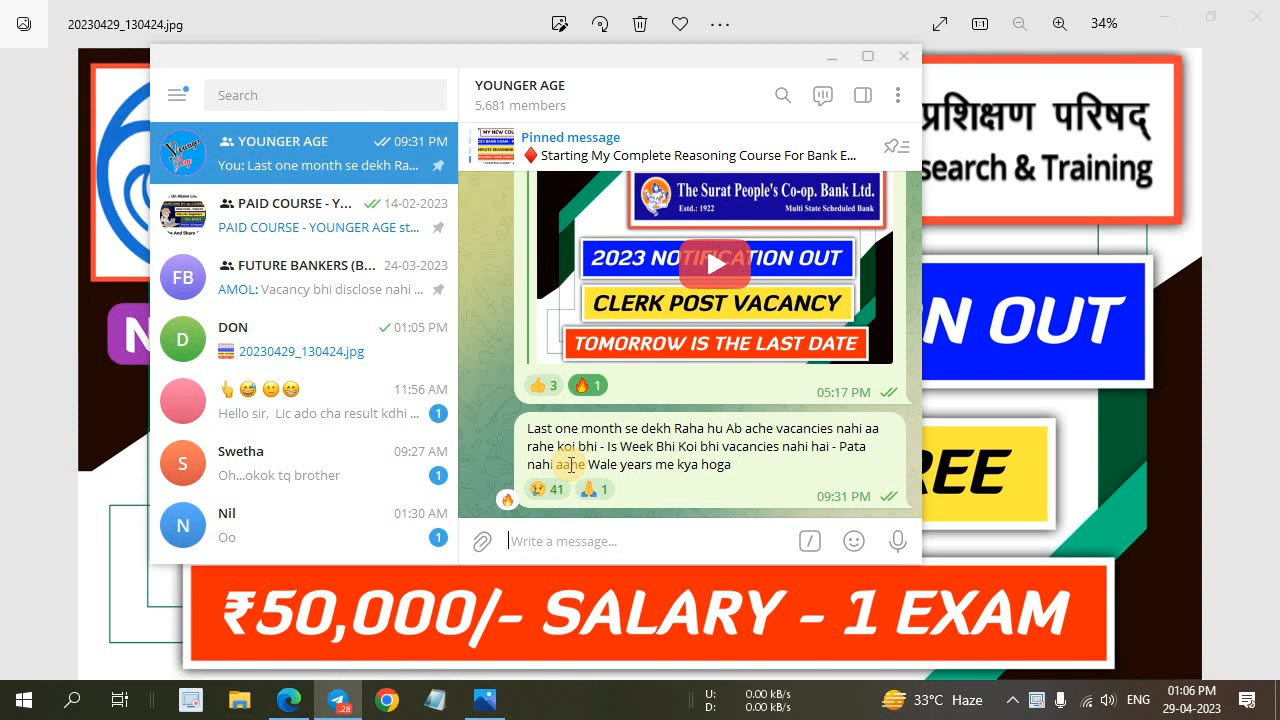 20230429_130424.jpg
34%
Search
YOUNGER AGE
5,681 members
YOUNGER AGE 09:31 PM
You: Last one month se dekh Ra...
PAID COURSE - Y... 14-02-2023
PAID COURSE - YOUNGER AGE st...
FUTURE BANKERS (B... 24-03-2023
AMOL: Vacancy bhi disclose nahi ...
FB
DON 01:05 PM
D
20230429_130424.jpg
11:56 AM
Hello sir, Lic ado cha result kdhi ... 1
Swetha 09:27 AM
S
Oh...okok tq brother 1
Nil 01:30 AM
N
Oo 1
Pinned message
Starting My Complete Reasoning Course For Bank E...
The Surat People's Co-op. Bank Ltd.
Estd.: 1922 Multi State Scheduled Bank
2023 NOTIFICATION OUT
CLERK POST VACANCY
TOMORROW IS THE LAST DATE
3 1
05:17 PM
Last one month se dekh Raha hu Ab ache vacancies nahi aa
rahe koi bhi - Is Week Bhi Koi bhi vacancies nahi hai - Pata
nahi aane Wale years me kya hoga
41 1
09:31 PM
Write a message...
प्रशिक्षण परिषद्
search & Training
N
N OUT
REE
₹50,000/- SALARY - 1 EXAM
28
U: 0.00 kB/s
D: 0.00 kB/s
33°C Haze
ENG
01:06 PM
29-04-2023